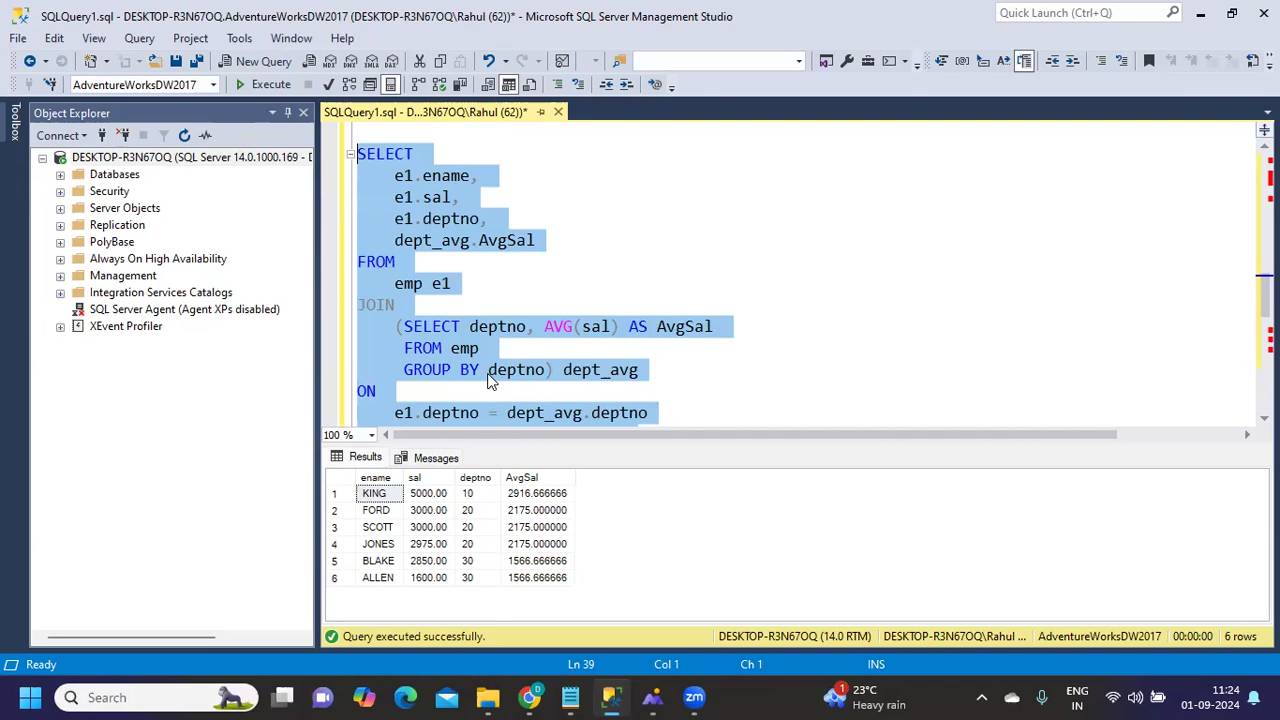 SQLQuery1.sql - DESKTOP-R3N67OQ.AdventureWorksDW2017 (DESKTOP-R3N67OQ\Rahul (62))* - Microsoft SQL Server Management Studio
Quick Launch (Ctrl+Q)
File Edit View Query Project Tools Window Help
New Query
AdventureWorksDW2017 Execute
Toolbox
Object Explorer
Connect
DESKTOP-R3N67OQ (SQL Server 14.0.1000.169 - D
Databases
Security
Server Objects
Replication
PolyBase
Always On High Availability
Management
Integration Services Catalogs
SQL Server Agent (Agent XPs disabled)
XEvent Profiler
SQLQuery1.sql - D...3N67OQ\Rahul (62))*
SELECT
e1.ename,
e1.sal,
e1.deptno,
dept_avg.AvgSal
FROM
emp e1
JOIN
(SELECT deptno, AVG(sal) AS AvgSal
FROM emp
GROUP BY deptno) dept_avg
ON
e1.deptno = dept_avg.deptno
100 %
Results Messages
ename sal deptno AvgSal
1 KING 5000.00 10 2916.666666
2 FORD 3000.00 20 2175.000000
3 SCOTT 3000.00 20 2175.000000
4 JONES 2975.00 20 2175.000000
5 BLAKE 2850.00 30 1566.666666
6 ALLEN 1600.00 30 1566.666666
Query executed successfully. DESKTOP-R3N67OQ (14.0 RTM) DESKTOP-R3N67OQ\Rahul ... AdventureWorksDW2017 00:00:00 6 rows
Ready Ln 39 Col 1 Ch 1 INS
Search
1
23°C
Heavy rain
ENG
IN
11:24
01-09-2024